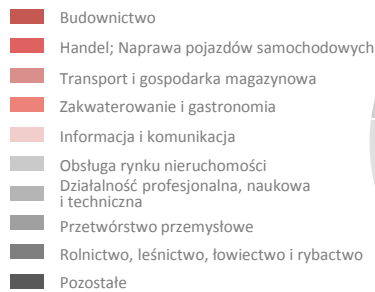 Budownictwo
Handel; Naprawa pojazdów samochodowych
Transport i gospodarka magazynowa
Zakwaterowanie i gastronomia
Informacja i komunikacja
Obsługa rynku nieruchomości
Działalność profesjonalna, naukowa
i techniczna
Przetwórstwo przemysłowe
Rolnictwo, leśnictwo, łowiectwo i rybactwo
Pozostałe